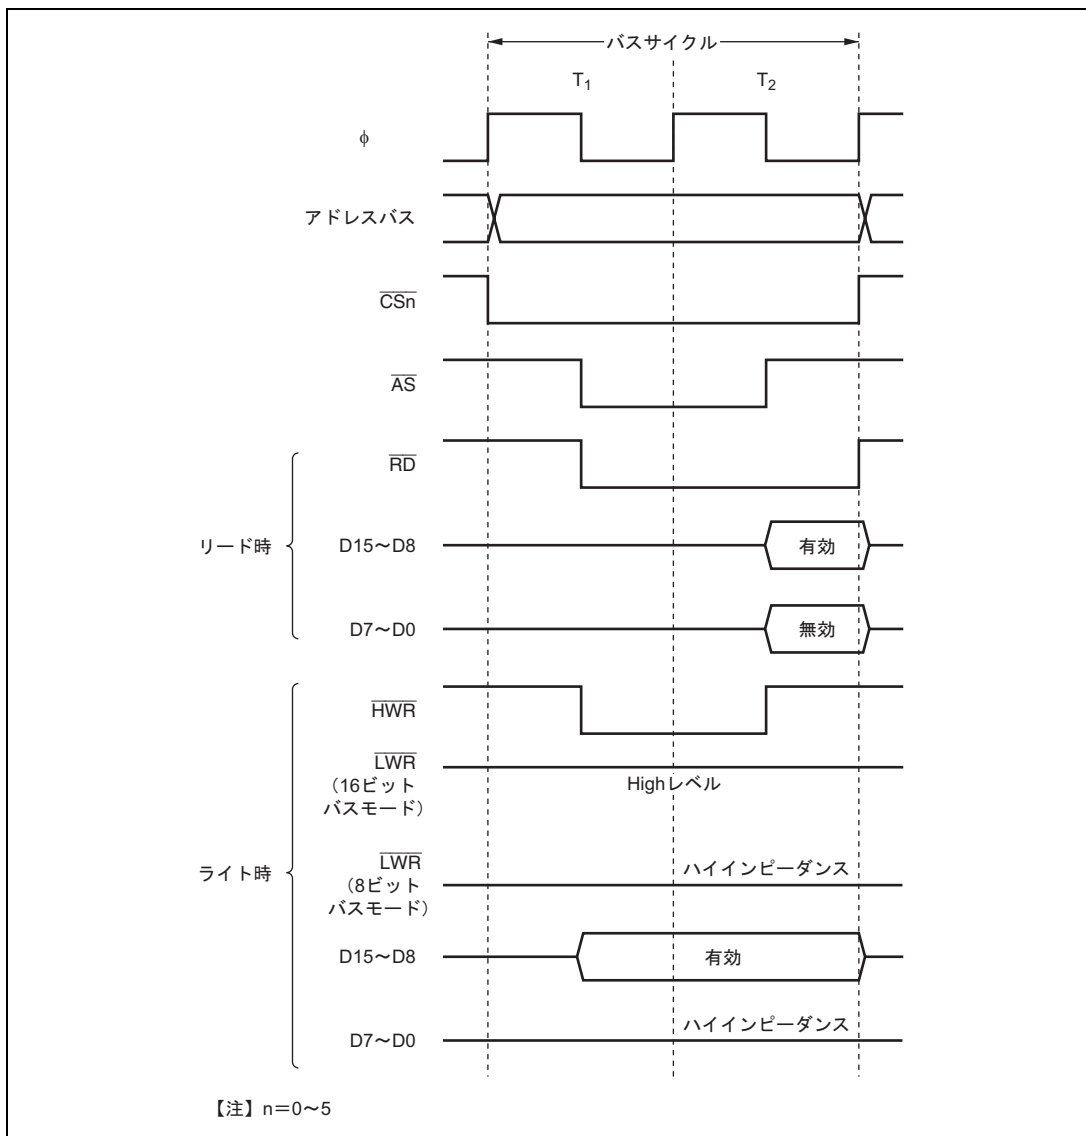 バスサイクル
T1 T2
φ
アドレスバス
CSn
AS
RD
リード時
D15〜D8 有効
D7〜D0 無効
HWR
LWR
(16ビット
バスモード)
Highレベル
ライト時
LWR
(8ビット
バスモード)
ハイインピーダンス
D15〜D8 有効
D7〜D0 ハイインピーダンス
【注】n=0〜5